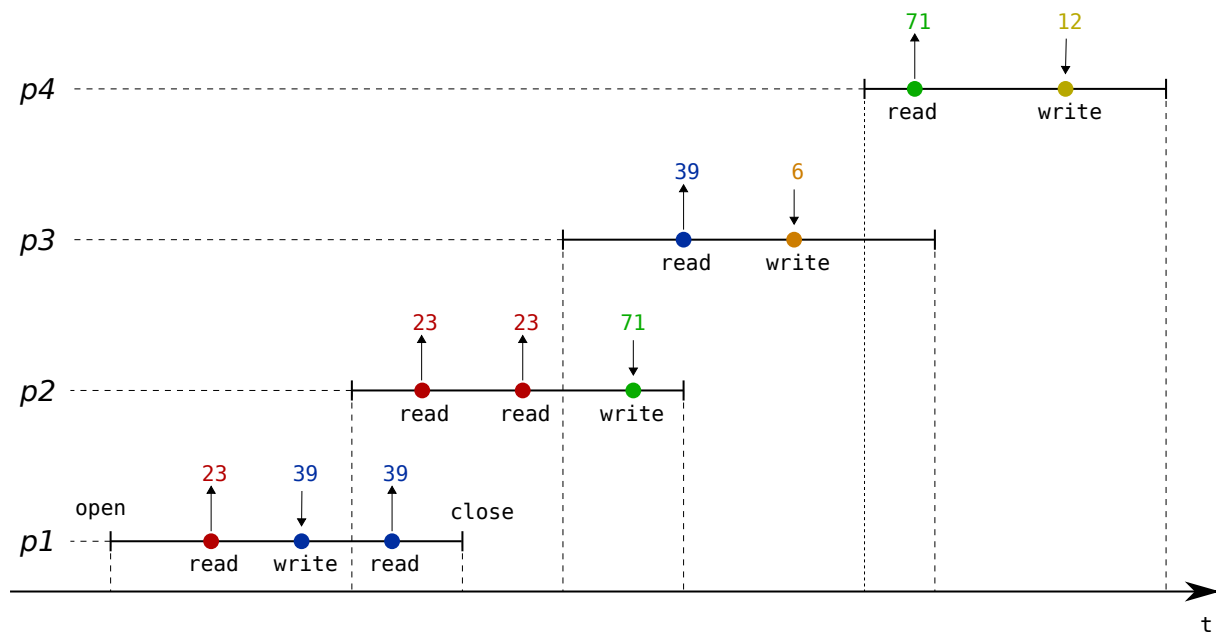 71 12
p4
read write
39 6
p3
read write
23 23 71
p2
read read write
23 39 39
open close
p1
read write read
t